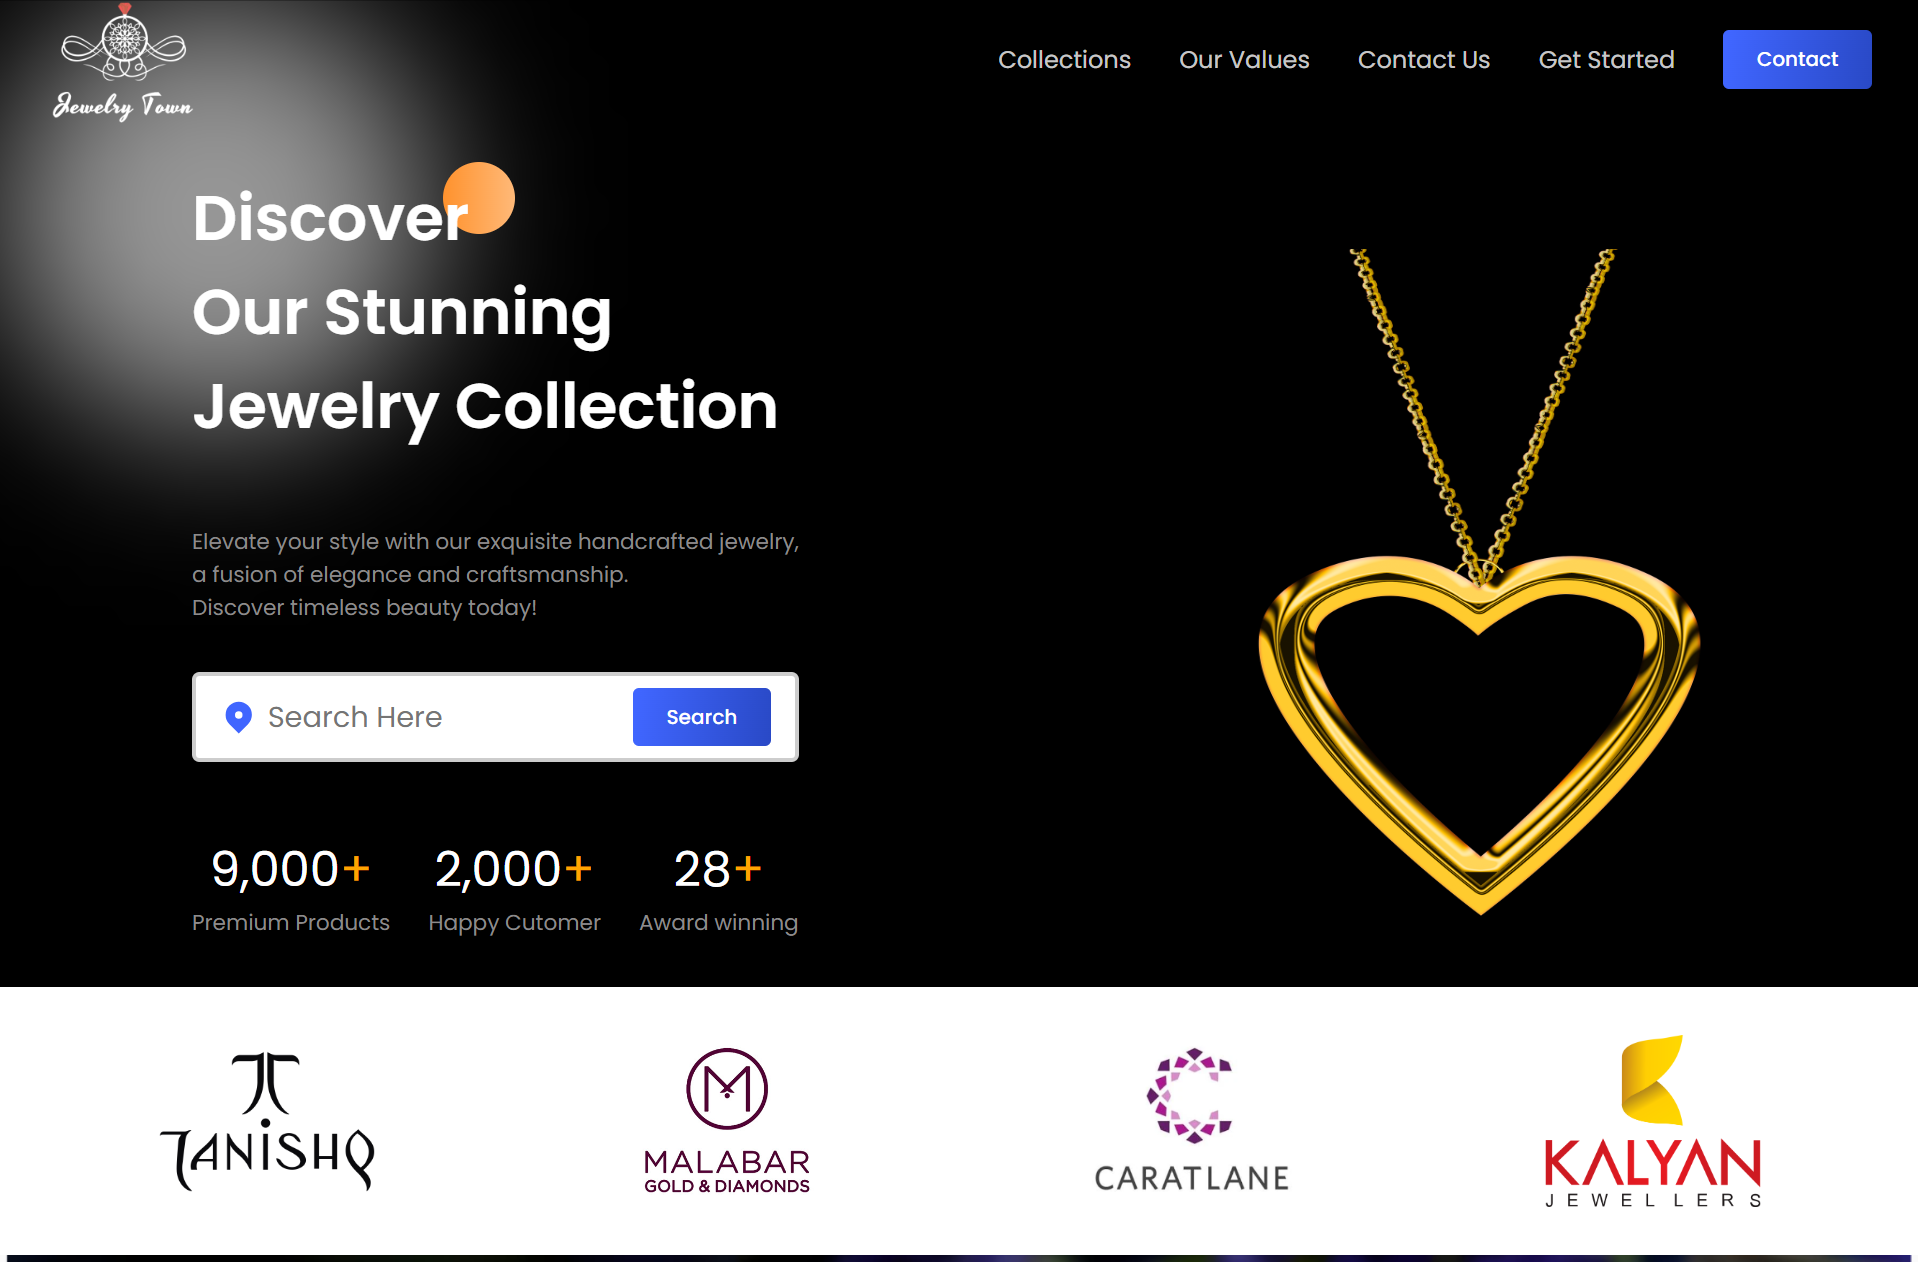 Jewelry Town
Collections
Our Values
Contact Us
Get Started
Contact
Discover
Our Stunning
Jewelry Collection
Elevate your style with our exquisite handcrafted jewelry,
a fusion of elegance and craftsmanship.
Discover timeless beauty today!
Search Here
Search
9,000+
2,000+
28+
Premium Products
Happy Cutomer
Award winning
TANISHQ
MALABAR
GOLD & DIAMONDS
CARATLANE
KALYAN
JEWELLERS